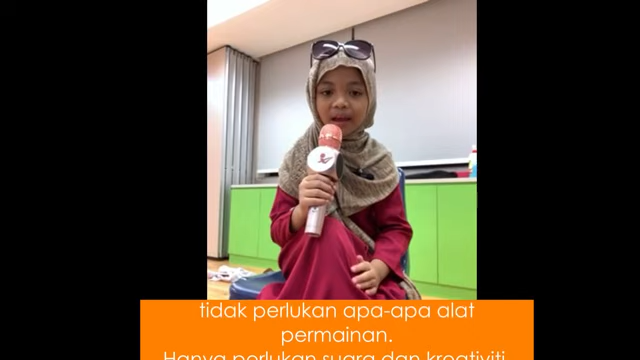 tidak perlukan apa-apa alat
permainan.
Hanya perlukan suara dan kreativiti